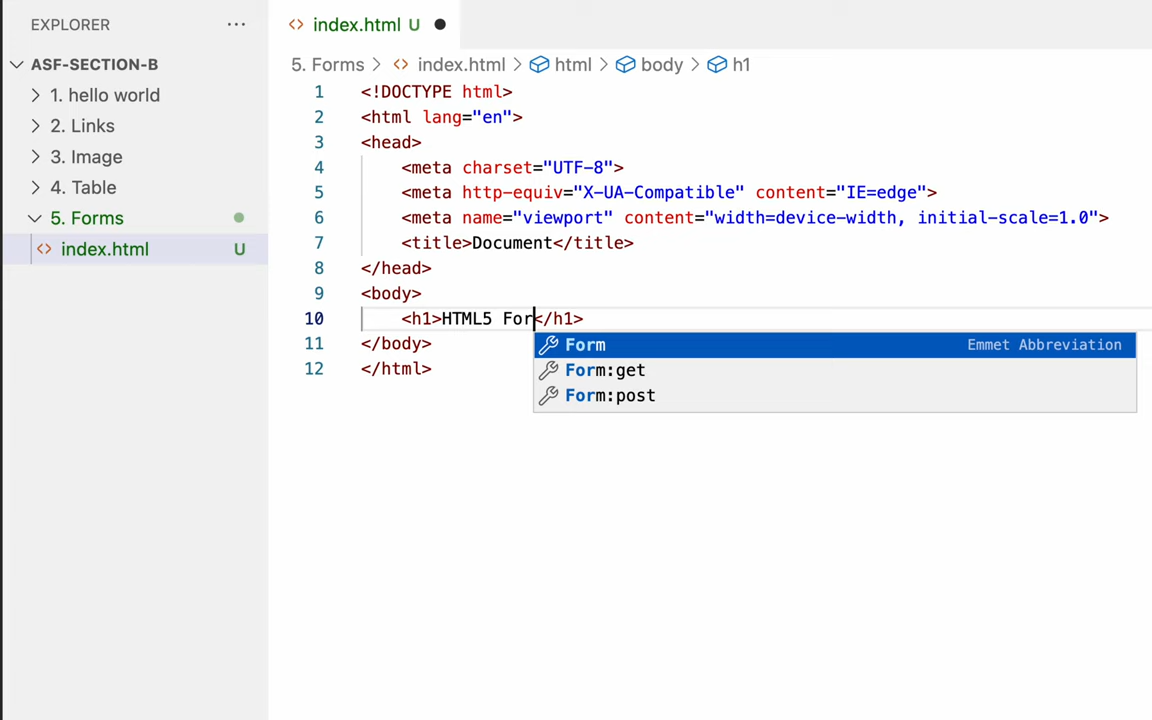 EXPLORER ...
ASF-SECTION-B
1. hello world
2. Links
3. Image
4. Table
5. Forms
<> index.html U
<> index.html U ●
5. Forms > <> index.html > html > body > h1
1 <!DOCTYPE html>
2 <html lang="en">
3 <head>
4 <meta charset="UTF-8">
5 <meta http-equiv="X-UA-Compatible" content="IE=edge">
6 <meta name="viewport" content="width=device-width, initial-scale=1.0">
7 <title>Document</title>
8 </head>
9 <body>
10 <h1>HTML5 For</h1>
11 </body>
12 </html>
Form Emmet Abbreviation
Form:get
Form:post